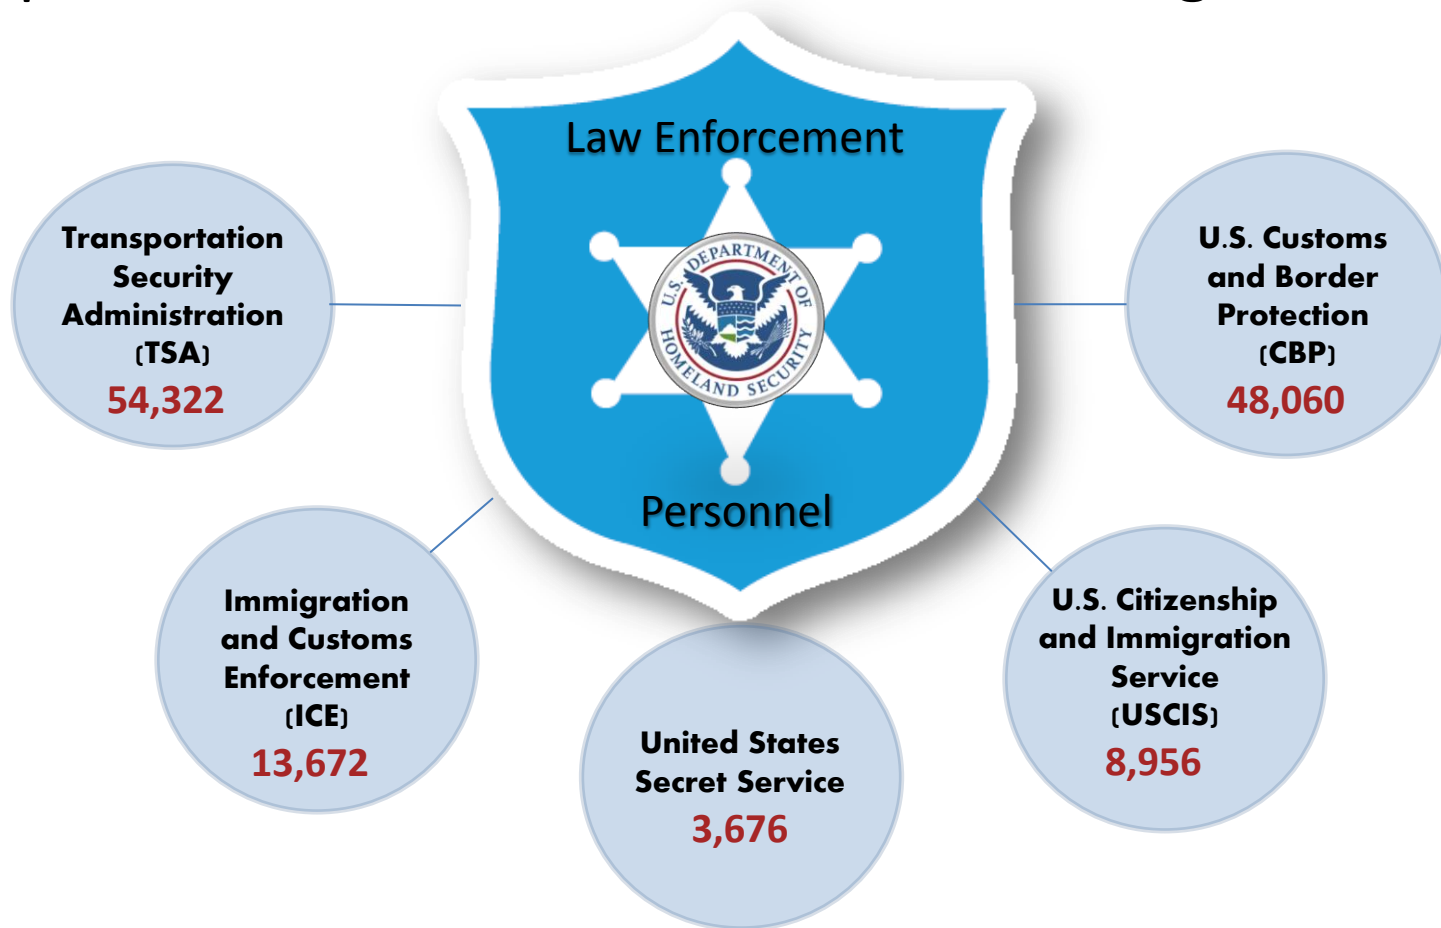 Law Enforcement
U.S. DEPARTMENT OF
HOMELAND SECURITY
Personnel
Transportation
Security
Administration
(TSA)
54,322
U.S. Customs
and Border
Protection
(CBP)
48,060
Immigration
and Customs
Enforcement
(ICE)
13,672
United States
Secret Service
3,676
U.S. Citizenship
and Immigration
Service
(USCIS)
8,956